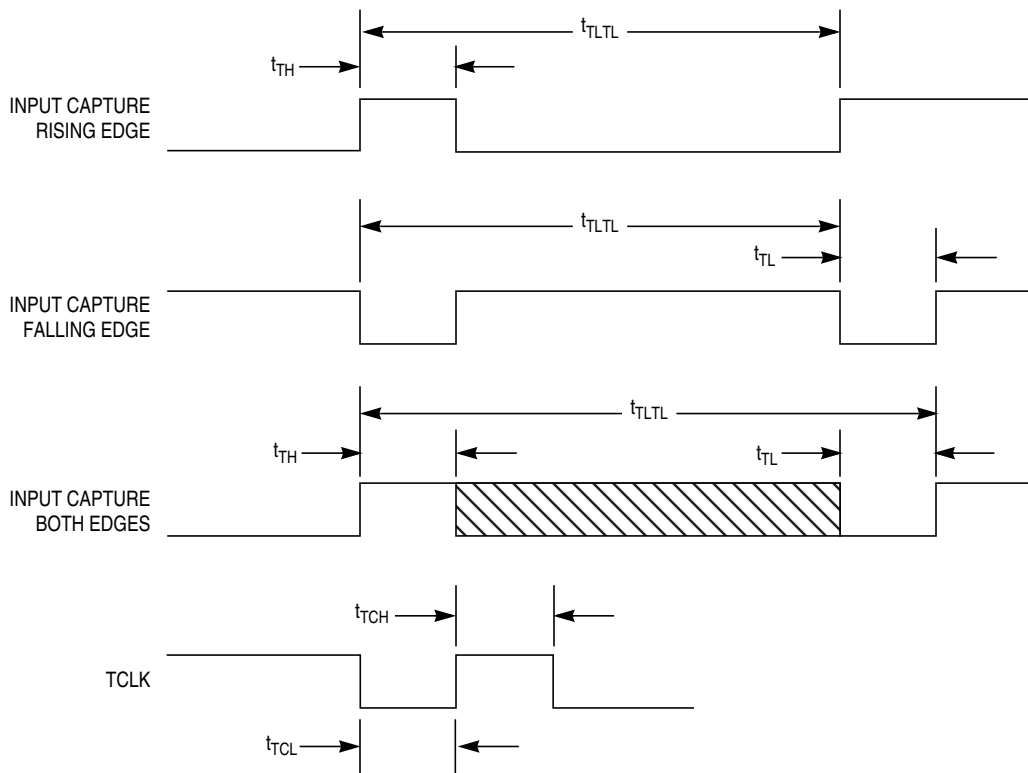 tTLTL
tTH
INPUT CAPTURE
RISING EDGE
tTLTL
tTL
INPUT CAPTURE
FALLING EDGE
tTLTL
tTH
tTL
INPUT CAPTURE
BOTH EDGES
tTCH
TCLK
tTCL